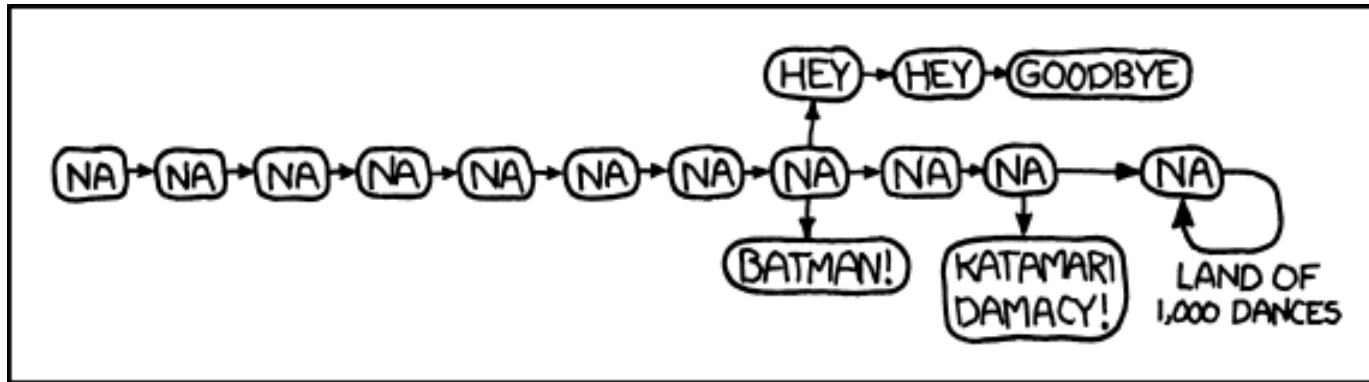 HEY HEY GOODBYE
NA NA NA NA NA NA NA NA NA NA NA
BATMAN!
KATAMARI
DAMACY!
LAND OF
1,000 DANCES